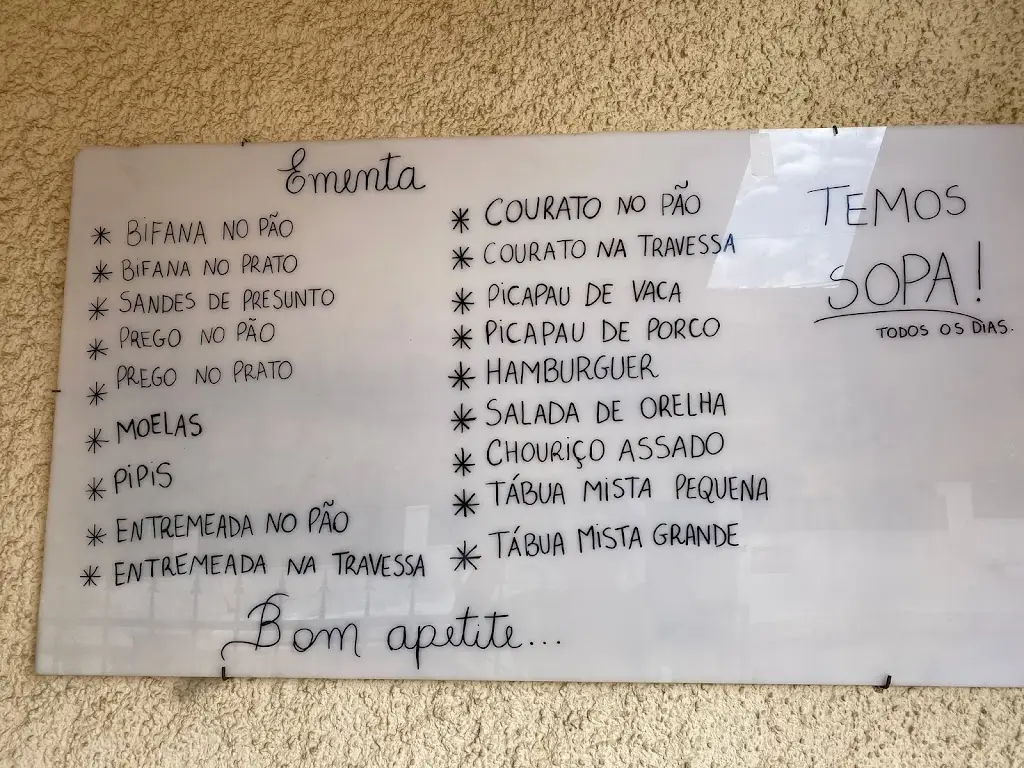 Ementa
* BIFANA NO PÃO
* BIFANA NO PRATO
* SANDES DE PRESUNTO
* PREGO NO PÃO
* PREGO NO PRATO
* MOELAS
* PIPIS
* ENTREMEADA NO PÃO
* ENTREMEADA NA TRAVESSA
* COURATO NO PÃO
* COURATO NA TRAVESSA
* PICAPAU DE VACA
* PICAPAU DE PORCO
* HAMBURGUER
* SALADA DE ORELHA
* CHOURIÇO ASSADO
* TÁBUA MISTA PEQUENA
* TÁBUA MISTA GRANDE
TEMOS
SOPA!
TODOS OS DIAS.
Bom apetite...